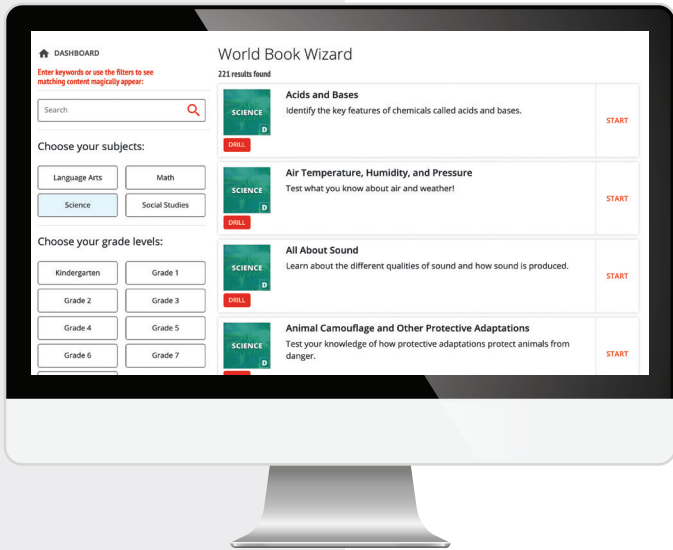 DASHBOARD
Enter keywords or use the filters to see
matching content magically appear:
Search
Choose your subjects:
Language Arts
Math
Science
Social Studies
Choose your grade levels:
Kindergarten
Grade 1
Grade 2
Grade 3
Grade 4
Grade 5
Grade 6
Grade 7
World Book Wizard
221 results found
SCIENCE
D
DRILL
Acids and Bases
Identify the key features of chemicals called acids and bases.
START
SCIENCE
D
DRILL
Air Temperature, Humidity, and Pressure
Test what you know about air and weather!
START
SCIENCE
D
DRILL
All About Sound
Learn about the different qualities of sound and how sound is produced.
START
SCIENCE
D
Animal Camouflage and Other Protective Adaptations
Test your knowledge of how protective adaptations protect animals from
danger.
START